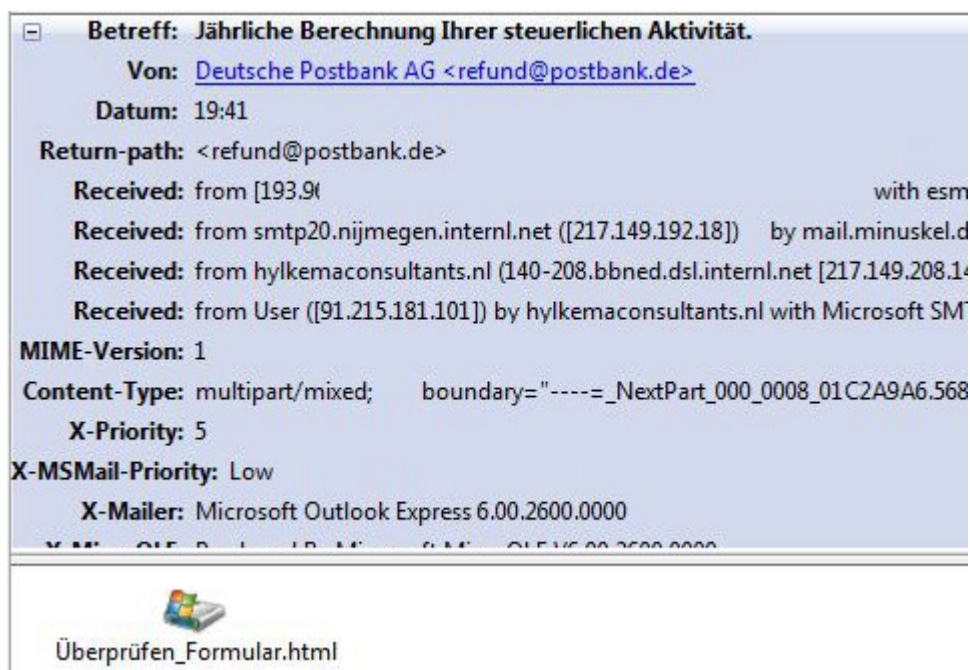 Betreff: Jährliche Berechnung Ihrer steuerlichen Aktivität.
Von: Deutsche Postbank AG <refund@postbank.de>
Datum: 19:41
Return-path: <refund@postbank.de>
Received: from [193.96 with esm
Received: from smtp20.nijmegen.internl.net ([217.149.192.18]) by mail.minuskel.d
Received: from hylkemaconsultants.nl (140-208.bbned.dsl.internl.net [217.149.208.14
Received: from User ([91.215.181.101]) by hylkemaconsultants.nl with Microsoft SMT
MIME-Version: 1
Content-Type: multipart/mixed; boundary="----=_NextPart_000_0008_01C2A9A6.568
X-Priority: 5
X-MSMail-Priority: Low
X-Mailer: Microsoft Outlook Express 6.00.2600.0000
Überprüfen_Formular.html